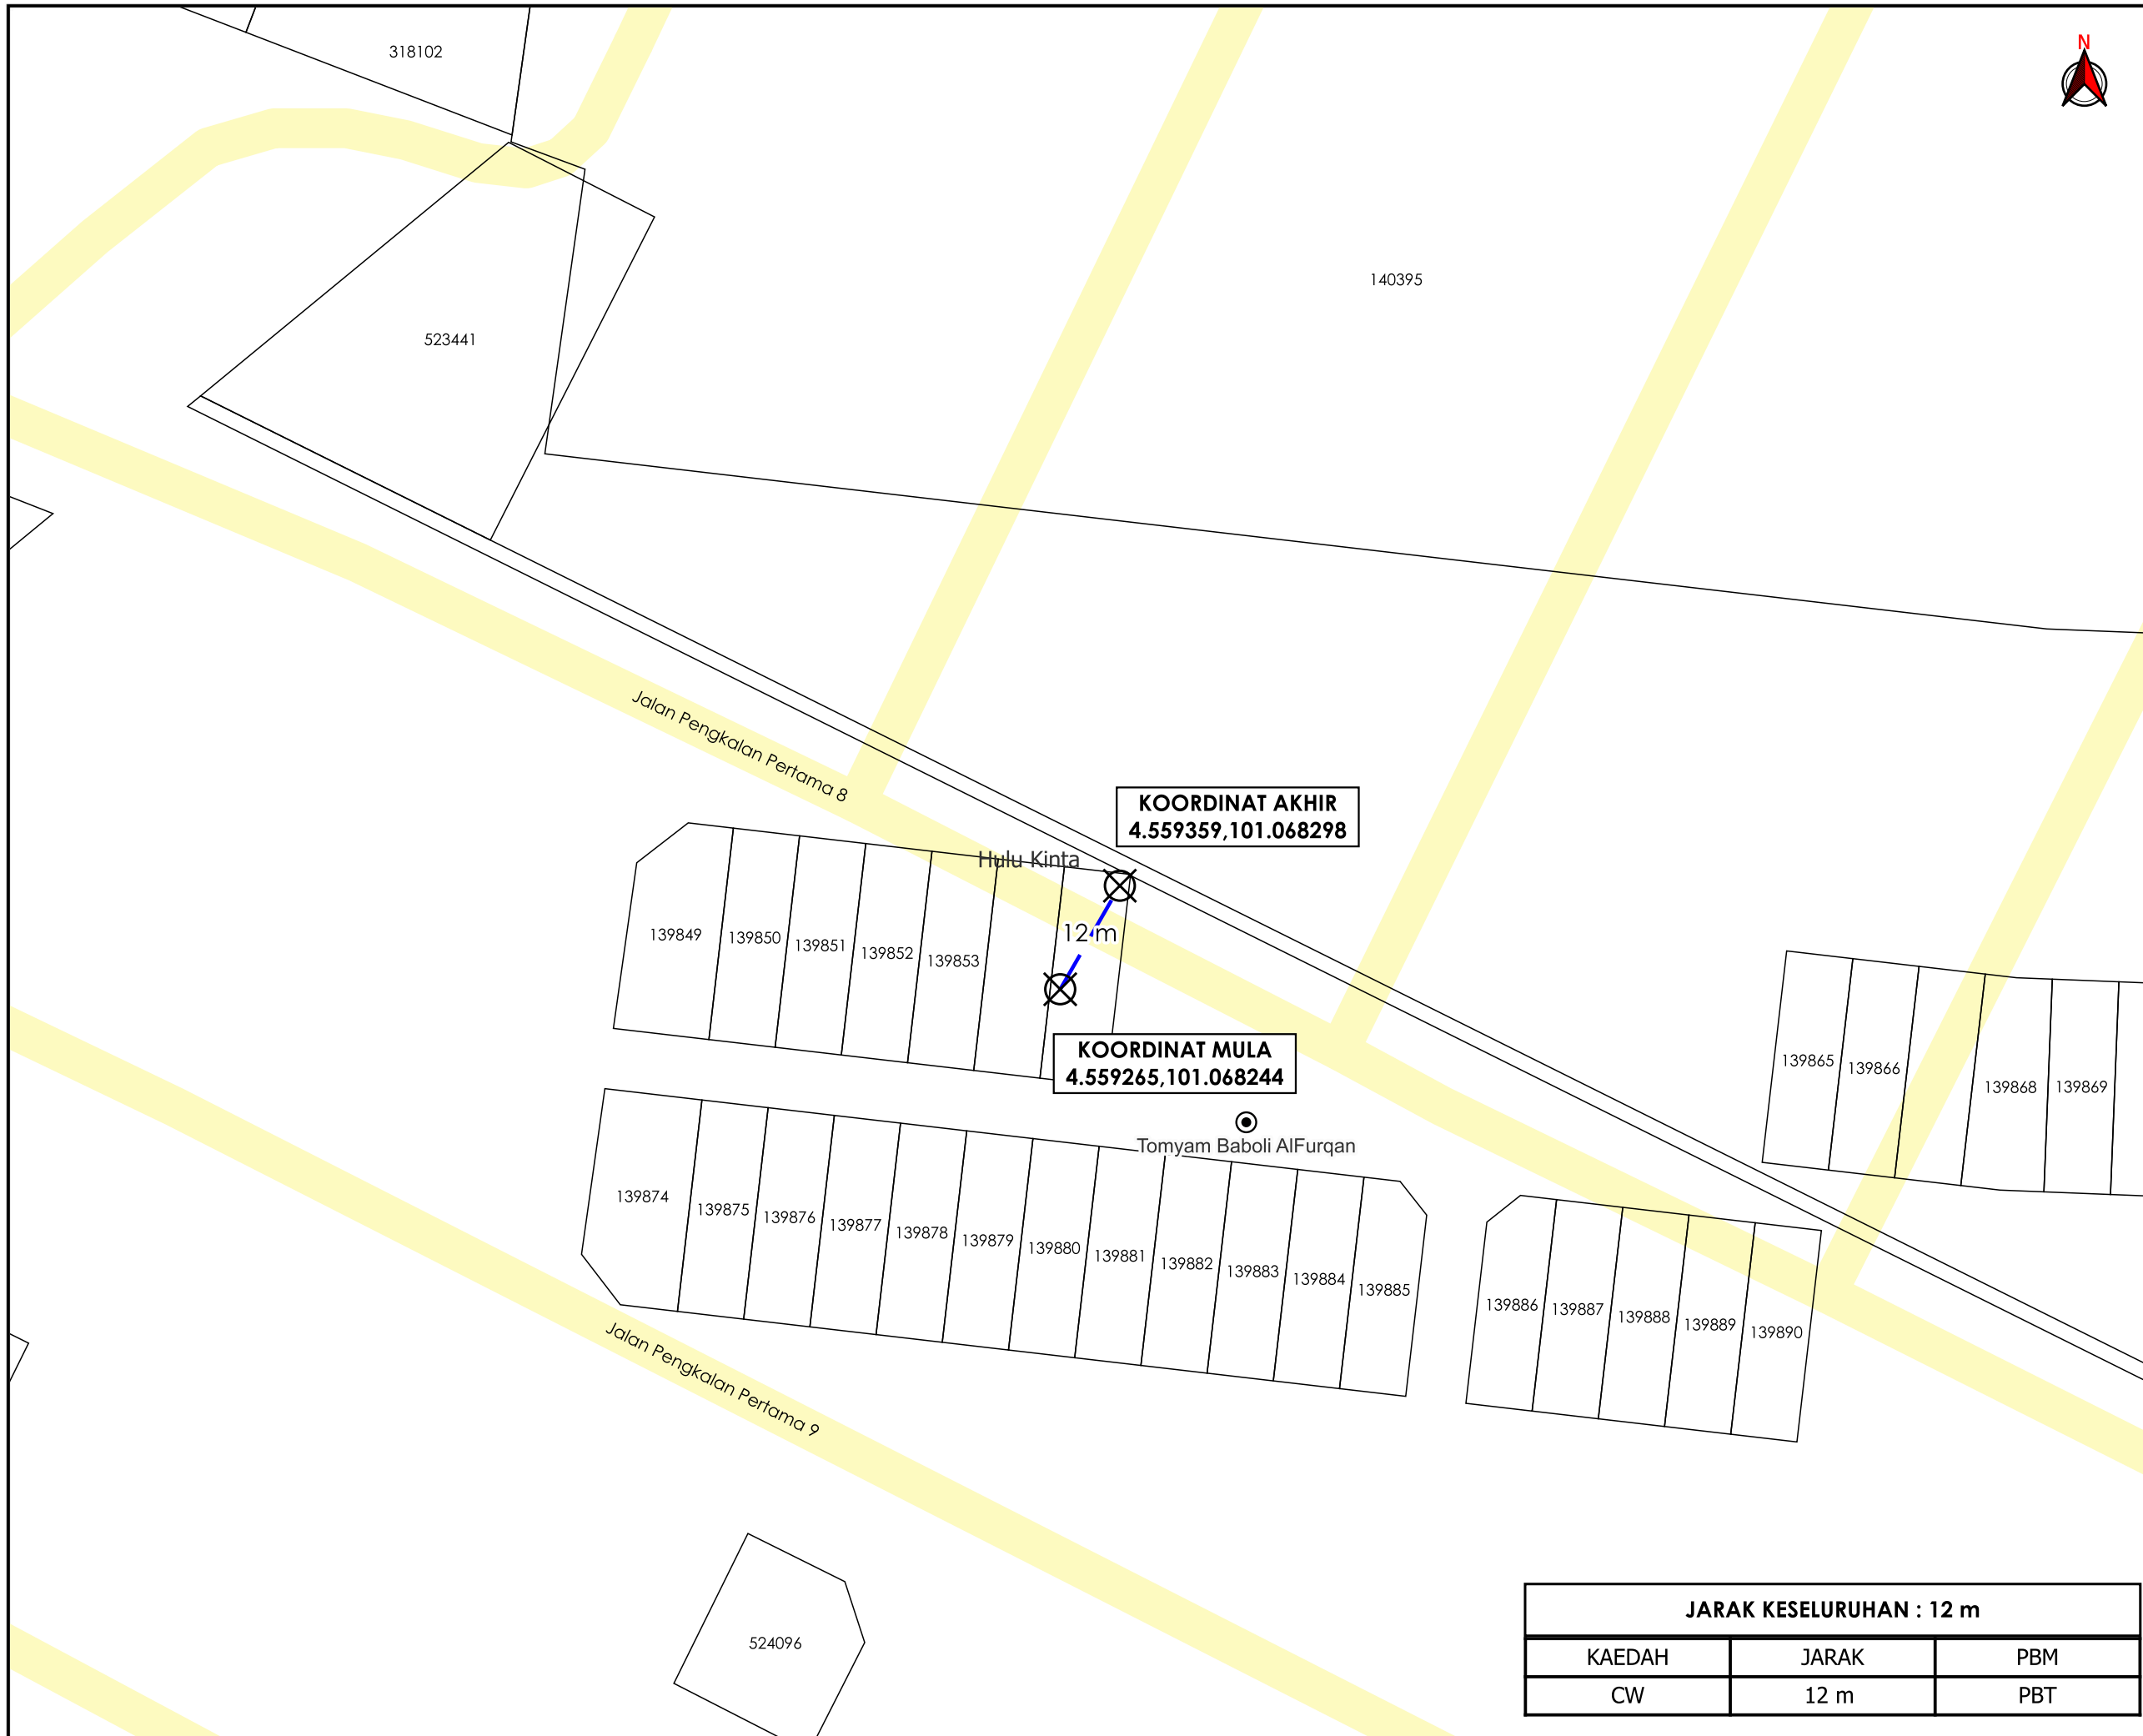 318102
N
140395
523441
Jalan Pengkalan Pertama 8
KOORDINAT AKHIR
4.559359,101.068298
Hulu Kinta
12 m
139849
139850
139851
139852
139853
KOORDINAT MULA
4.559265,101.068244
139865
139866
139868
139869
Tomyam Baboli AlFurqan
139874
139875
139876
139877
139878
139879
139880
139881
139882
139883
139884
139885
139886
139887
139888
139889
139890
Jalan Pengkalan Pertama 9
524096
JARAK KESELURUHAN : 12 m
KAEDAH JARAK PBM
CW 12 m PBT